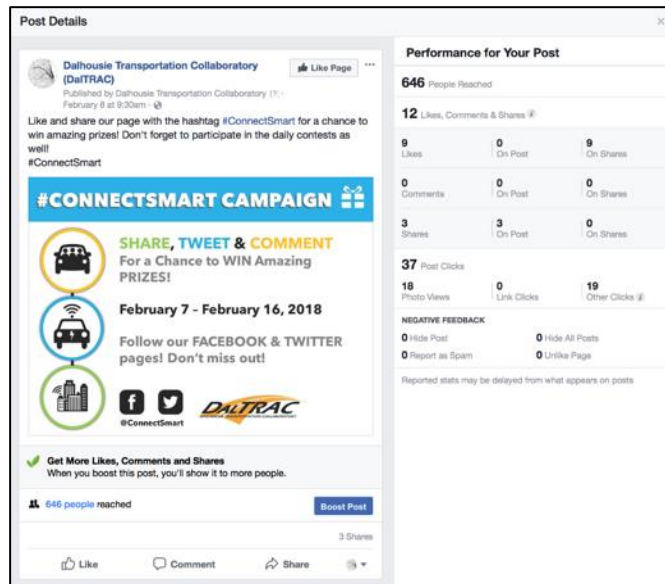 Post Details
Dalhousie Transportation Collaboratory
(DalTRAC)
Like Page
Published by Dalhousie Transportation Collaboratory
February 8 at 9:30am
Like and share our page with the hashtag #ConnectSmart for a chance to
win amazing prizes! Don't forget to participate in the daily contests as
well!
#ConnectSmart
#CONNECTSMART CAMPAIGN
SHARE, TWEET & COMMENT
For a Chance to WIN Amazing
PRIZES!
February 7 - February 16, 2018
Follow our FACEBOOK & TWITTER
pages! Don't miss out!
@ConnectSmart
DALTRAC
Get More Likes, Comments and Shares
When you boost this post, you'll show it to more people.
646 people reached
Boost Post
3 Shares
Like Comment Share
Performance for Your Post
646 People Reached
12 Likes, Comments & Shares
9 0 9
Likes On Post On Shares
0 0 0
Comments On Post On Shares
3 3 0
Shares On Post On Shares
37 Post Clicks
18 0 19
Photo Views Link Clicks Other Clicks
NEGATIVE FEEDBACK
0 Hide Post 0 Hide All Posts
0 Report as Spam 0 Unlike Page
Reported stats may be delayed from what appears on posts